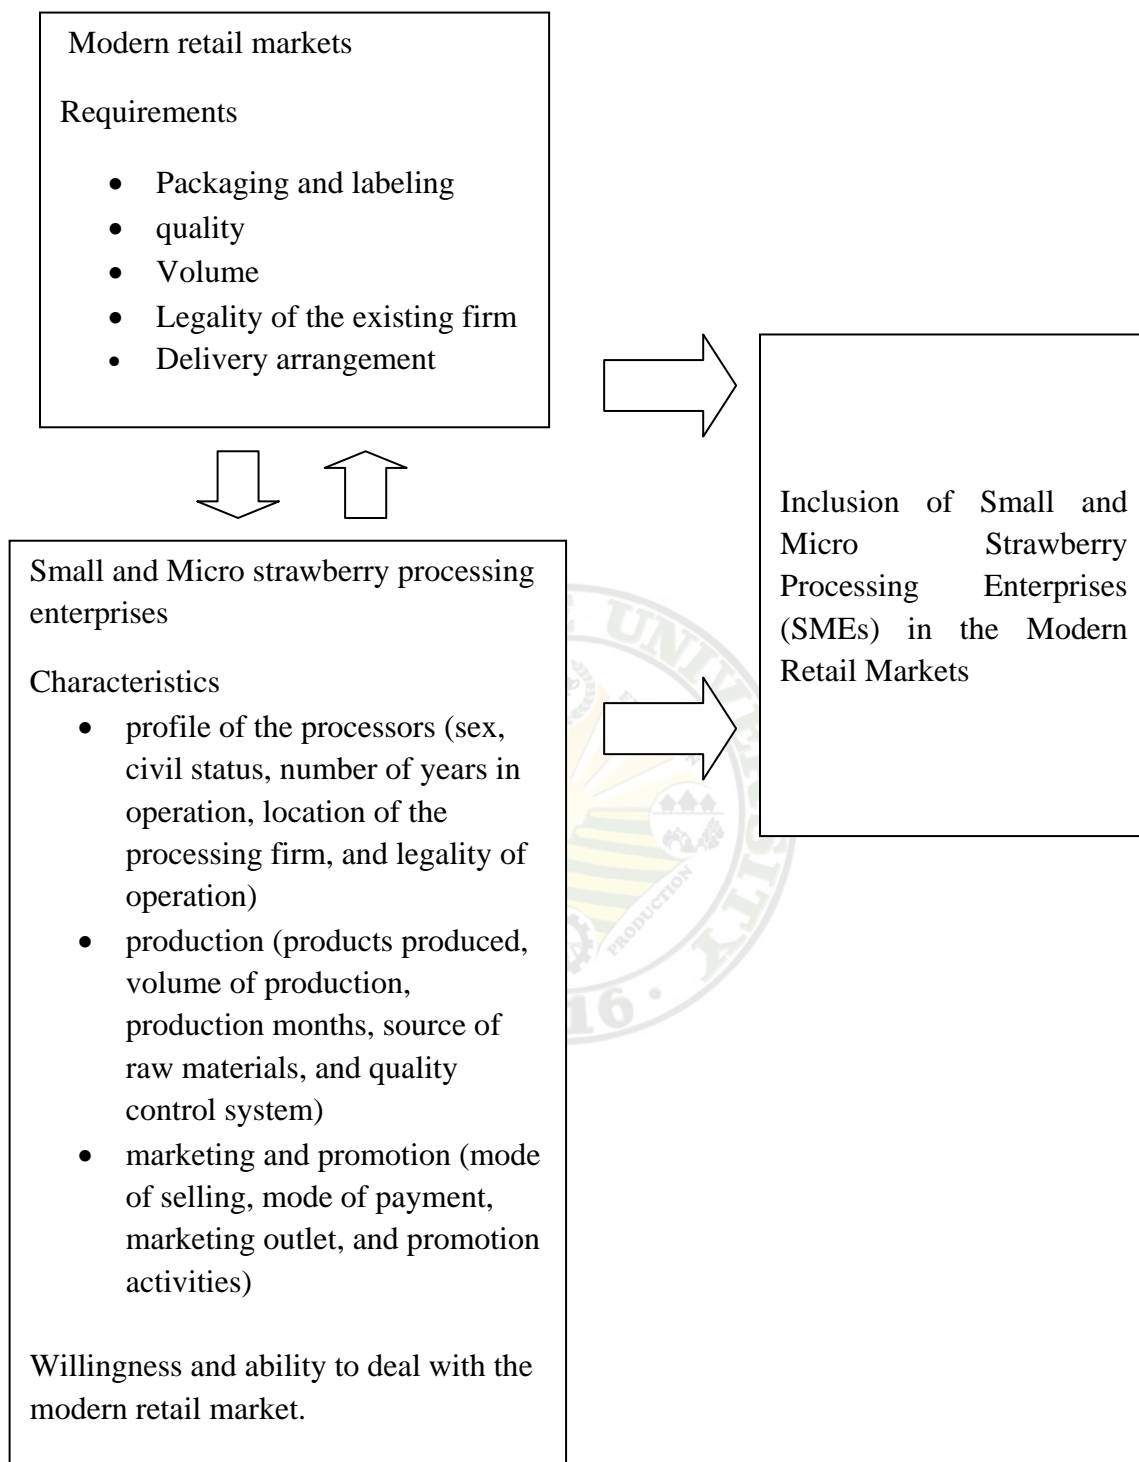 Modern retail markets
Requirements
• Packaging and labeling
• quality
• Volume
• Legality of the existing firm
• Delivery arrangement
Small and Micro strawberry processing
enterprises
Characteristics
• profile of the processors (sex,
civil status, number of years in
operation, location of the
processing firm, and legality of
operation)
• production (products produced,
volume of production,
production months, source of
raw materials, and quality
control system)
• marketing and promotion (mode
of selling, mode of payment,
marketing outlet, and promotion
activities)
Willingness and ability to deal with the
modern retail market.
Inclusion of Small and
Micro Strawberry
Processing Enterprises
(SMEs) in the Modern
Retail Markets
UNIVERSITY
PRODUCTION
16